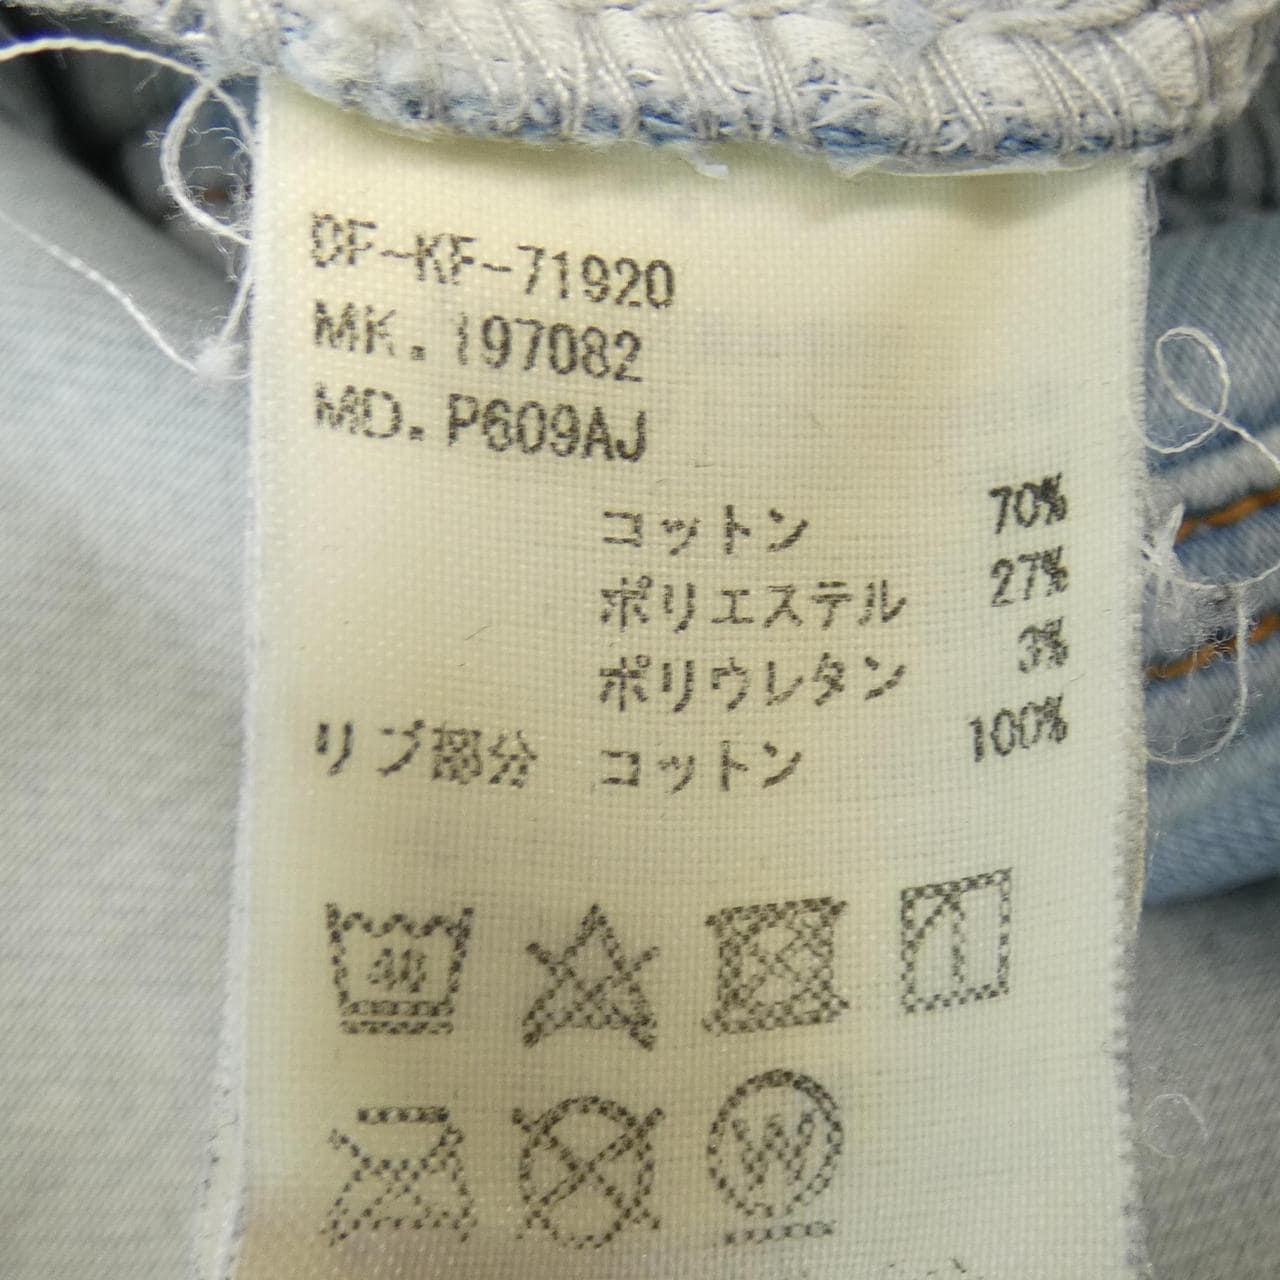 DF-KF-71920
MK.197082
MD.P609AJ
コットン 70%
ポリエステル 27%
ポリウレタン 3%
リブ部分 コットン 100%
40
W